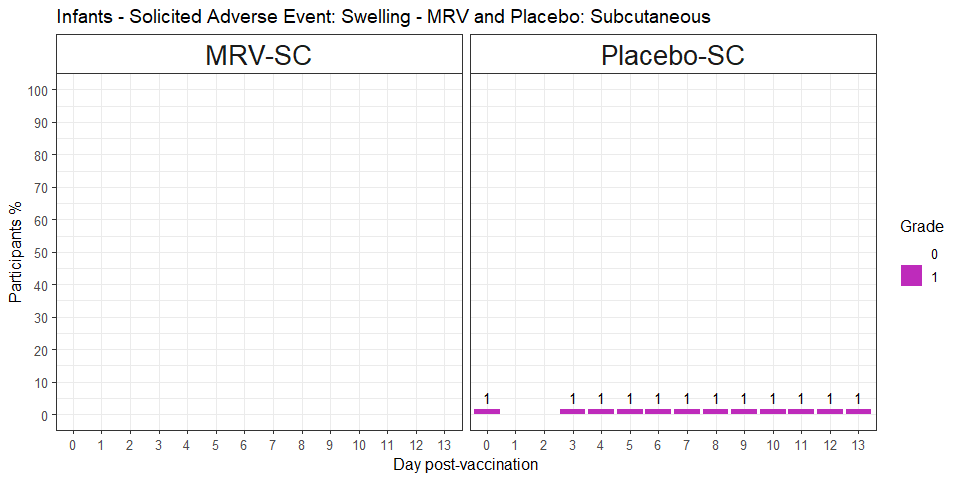 Infants - Solicited Adverse Event: Swelling - MRV and Placebo: Subcutaneous
MRV-SC
Placebo-SC
Participants %
100
90
80
70
60
50
40
30
20
10
0
1 1 1 1 1 1 1 1 1 1 1 1
0 1 2 3 4 5 6 7 8 9 10 11 12 13
0 1 2 3 4 5 6 7 8 9 10 11 12 13
Day post-vaccination
Grade
0
1